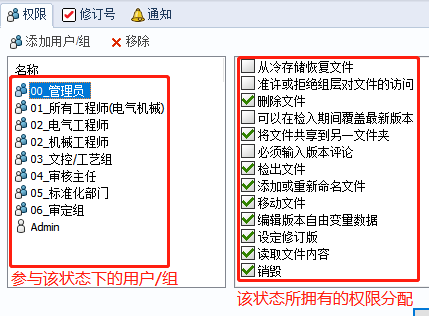 权限 修订号 通知
添加用户/组 移除
名称
00_管理员
01_所有工程师(电气机械)
02_电气工程师
02_机械工程师
03_文控/工艺组
04_审核主任
05_标准化部门
06_审定组
Admin
参与该状态下的用户/组
从冷存储恢复文件
准许或拒绝组层对文件的访问
删除文件
可以在检入期间覆盖最新版本
将文件共享到另一文件夹
必须输入版本评论
检出文件
添加或重新命名文件
移动文件
编辑版本自由变量数据
设定修订版
读取文件内容
销毁
该状态所拥有的权限分配